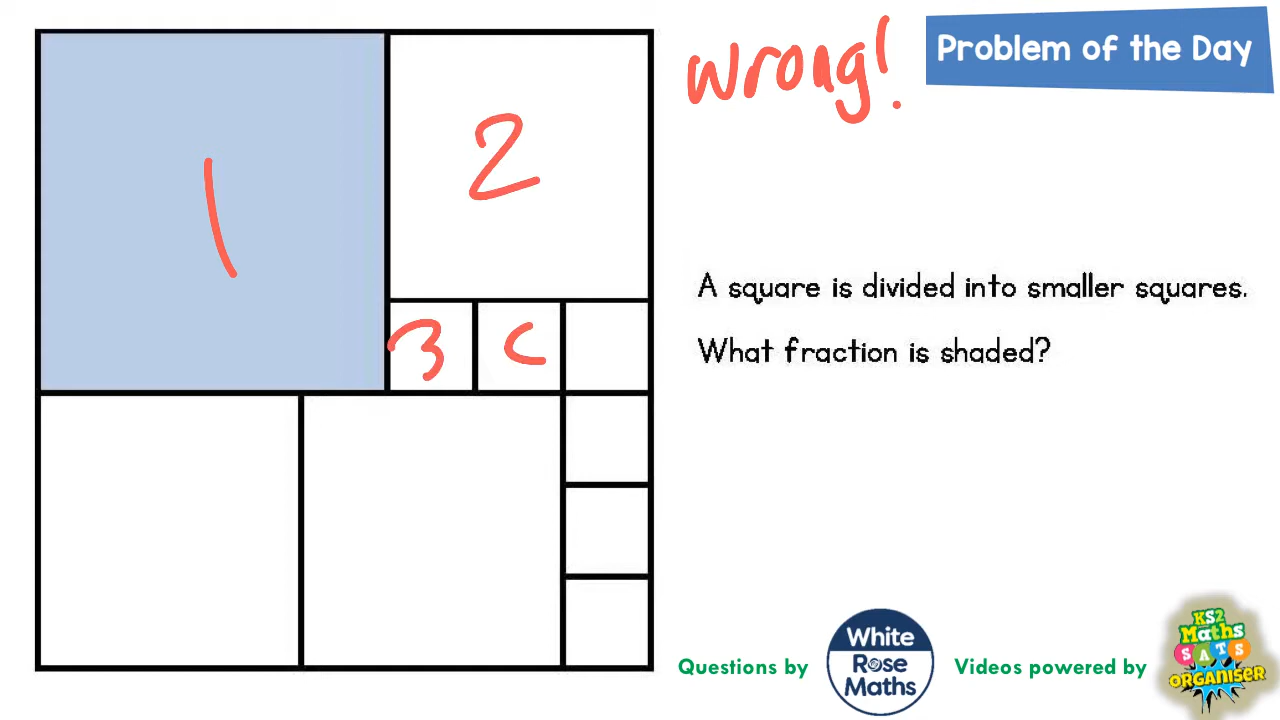 wrong!
Problem of the Day
1
2
3
A square is divided into smaller squares.
What fraction is shaded?
Questions by
White
Rose
Maths
Videos powered by
KS2
Maths
SATS
ORGANISER